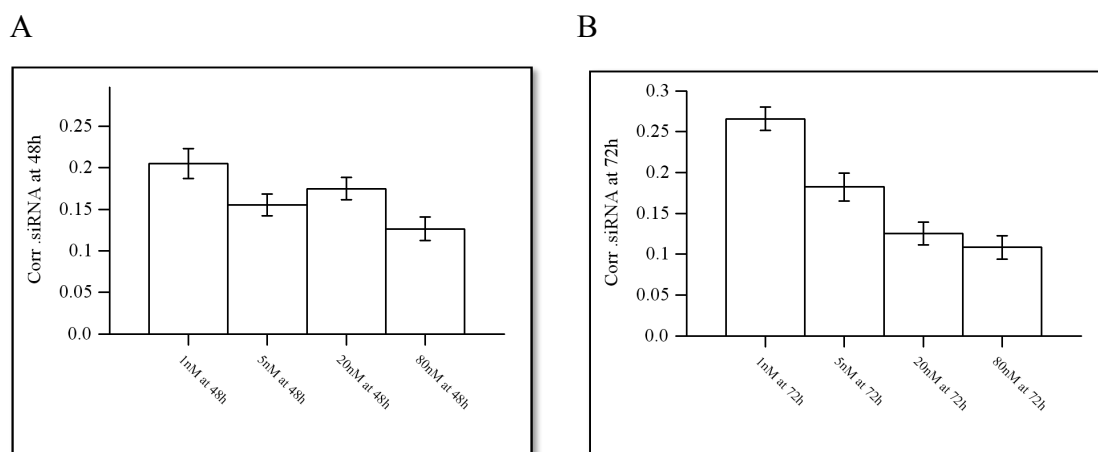 A
Corr .siRNA at 48h
0.25
0.2
0.15
0.1
0.05
0.0
1nM at 48h
5nM at 48h
20nM at 48h
80nM at 48h
B
Corr .siRNA at 72h
0.3
0.25
0.2
0.15
0.1
0.05
0.0
1nM at 72h
5nM at 72h
20nM at 72h
80nM at 72h